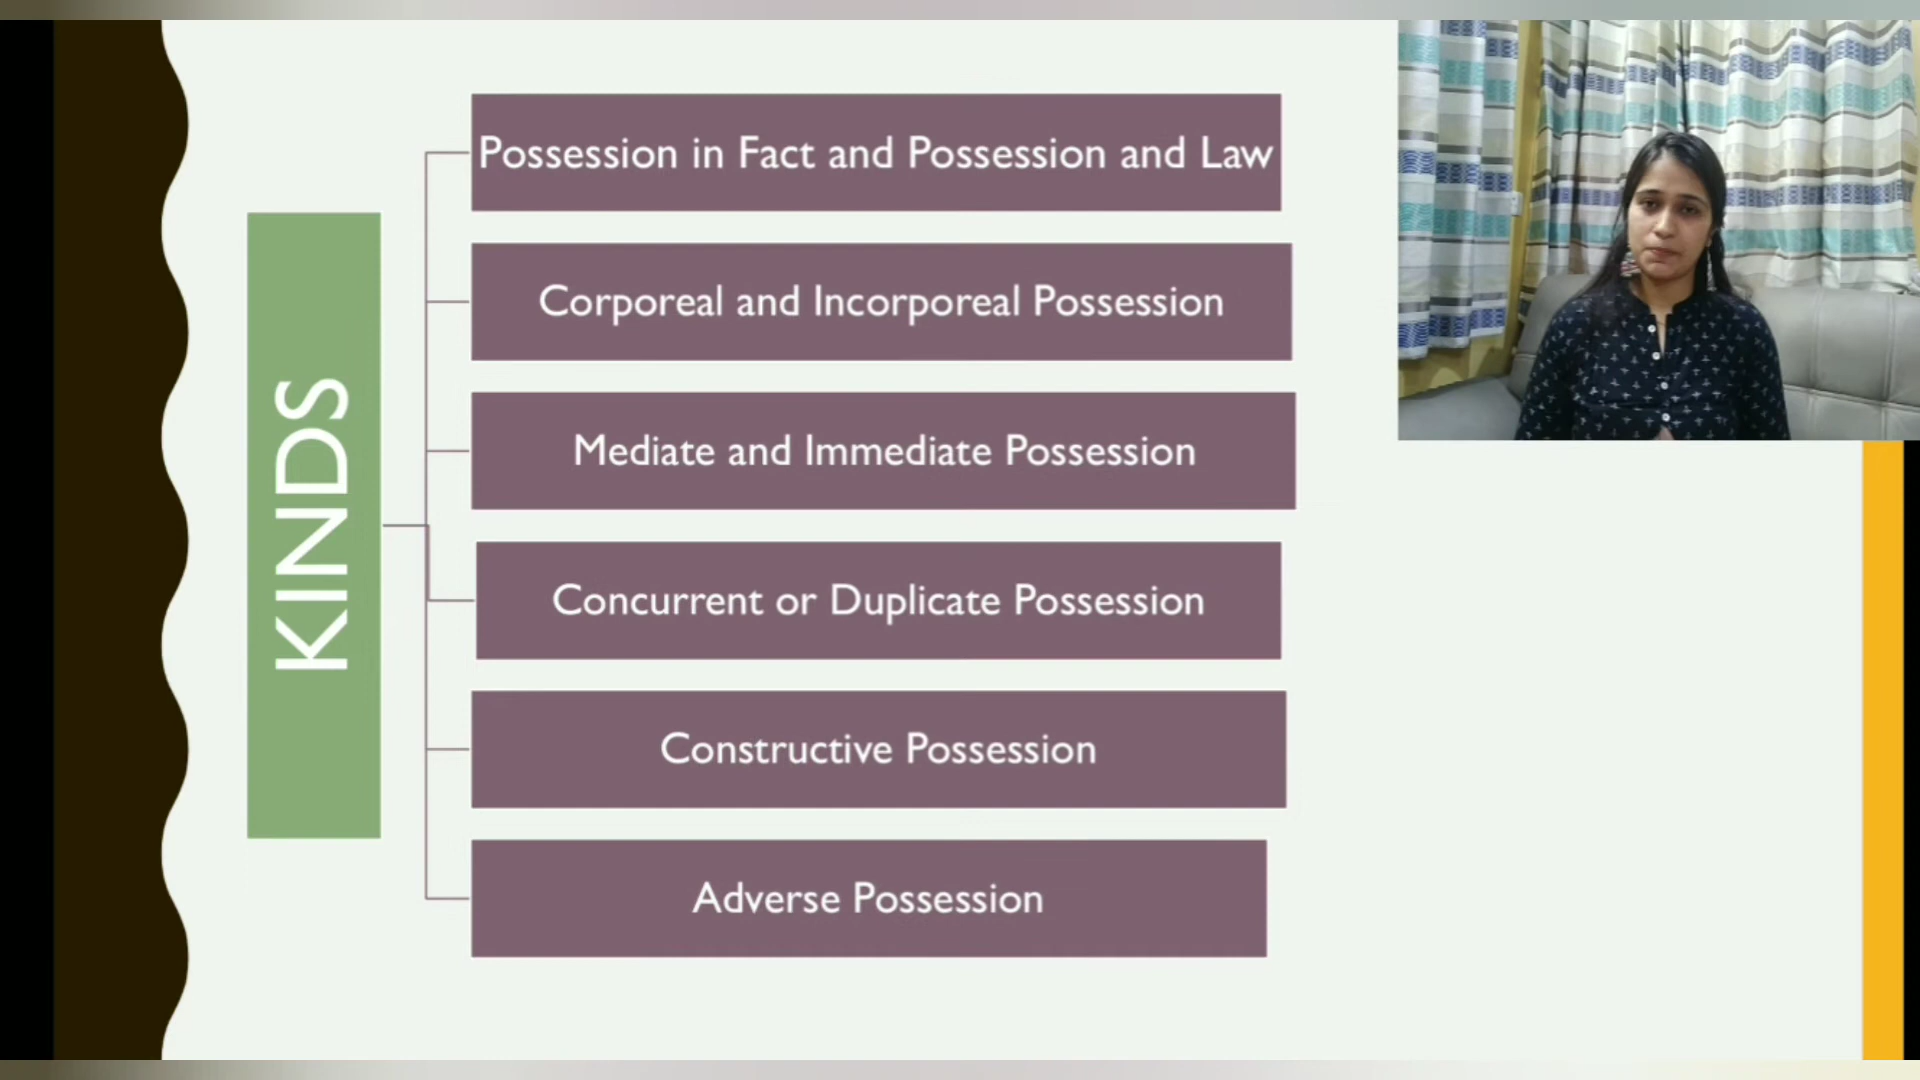 KINDS
Possession in Fact and Possession and Law
Corporeal and Incorporeal Possession
Mediate and Immediate Possession
Concurrent or Duplicate Possession
Constructive Possession
Adverse Possession